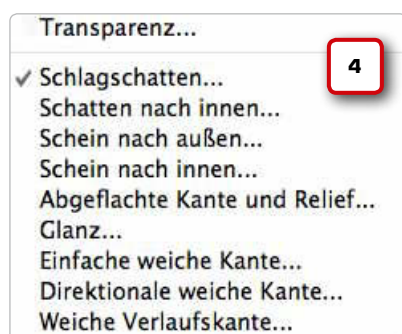 Transparenz...
4
✓ Schlagschatten...
Schatten nach innen...
Schein nach außen...
Schein nach innen...
Abgeflachte Kante und Relief...
Glanz...
Einfache weiche Kante...
Direktionale weiche Kante...
Weiche Verlaufskante...